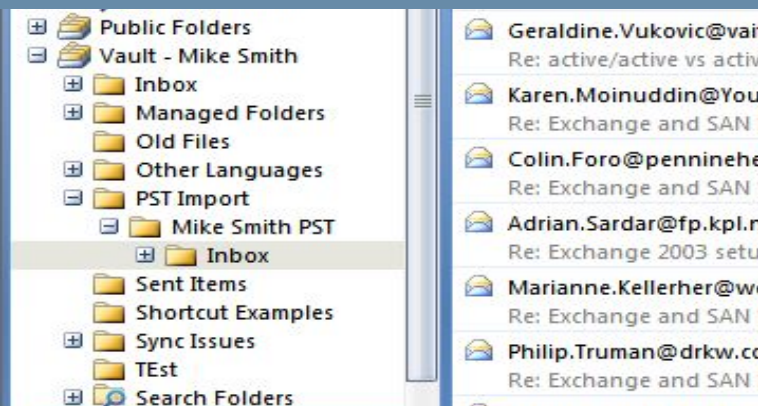 Public Folders
Vault - Mike Smith
Inbox
Managed Folders
Old Files
Other Languages
PST Import
Mike Smith PST
Inbox
Sent Items
Shortcut Examples
Sync Issues
TEst
Search Folders
Geraldine.Vukovic@vait
Re: active/active vs activ
Karen.Moinuddin@You
Re: Exchange and SAN
Colin.Foro@penninehe
Re: Exchange and SAN
Adrian.Sardar@fp.kpl.n
Re: Exchange 2003 setu
Marianne.Kellerher@we
Re: Exchange and SAN
Philip.Truman@drkw.co
Re: Exchange and SAN